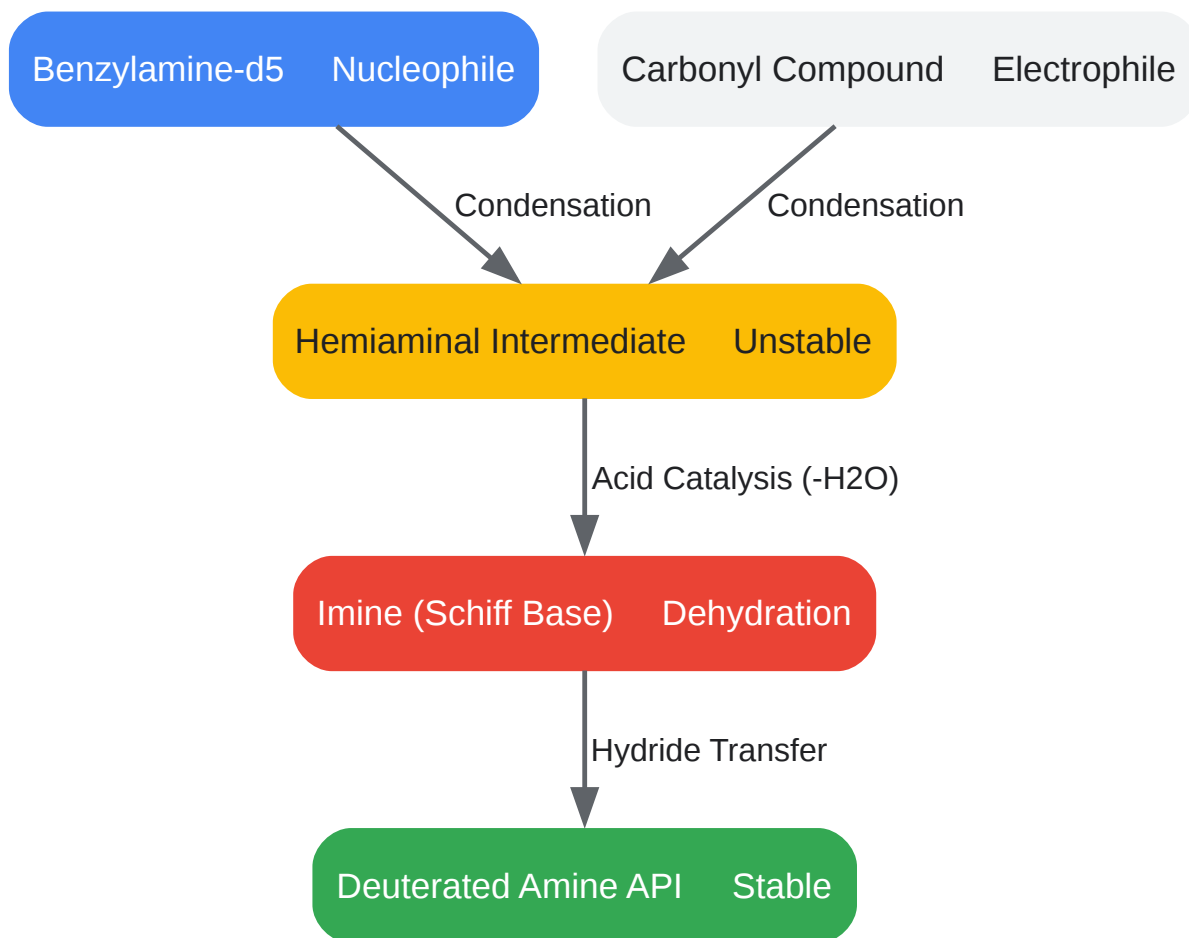 Benzylamine-d5 Nucleophile
Carbonyl Compound Electrophile
Condensation
Condensation
Hemiaminal Intermediate Unstable
Acid Catalysis (-H2O)
Imine (Schiff Base) Dehydration
Hydride Transfer
Deuterated Amine API Stable